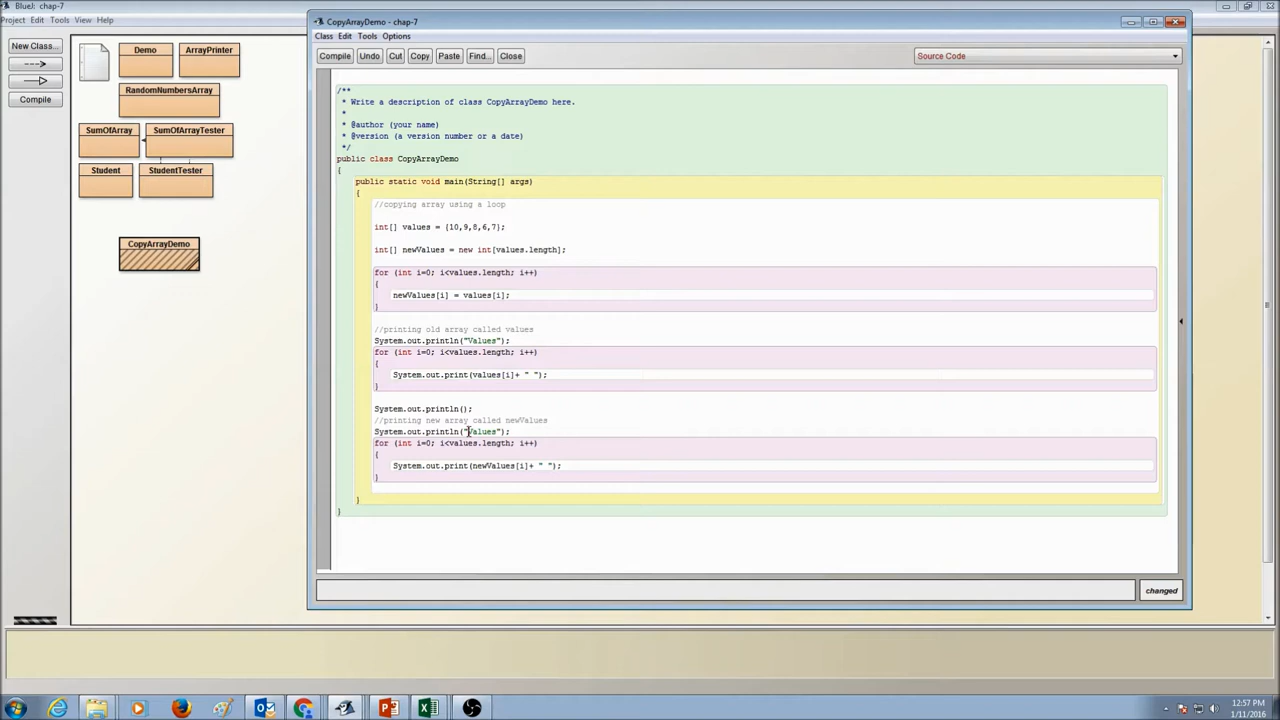 BlueJ: chap-7
Project Edit Tools View Help
New Class...
Compile
Demo
ArrayPrinter
RandomNumbersArray
SumOfArray
SumOfArrayTester
Student
StudentTester
CopyArrayDemo
CopyArrayDemo - chap-7
Class Edit Tools Options
Compile Undo Cut Copy Paste Find... Close
Source Code
/**
* Write a description of class CopyArrayDemo here.
*
* @author (your name)
* @version (a version number or a date)
*/
public class CopyArrayDemo
{
public static void main(String[] args)
{
//copying array using a loop
int[] values = {10,9,8,6,7};
int[] newValues = new int[values.length];
for (int i=0; i<values.length; i++)
{
newValues[i] = values[i];
}
//printing old array called values
System.out.println("Values");
for (int i=0; i<values.length; i++)
{
System.out.print(values[i]+ " ");
}
System.out.println();
//printing new array called newValues
System.out.println("Values");
for (int i=0; i<values.length; i++)
{
System.out.print(newValues[i]+ " ");
}
}
}
changed
12:57 PM
1/11/2016